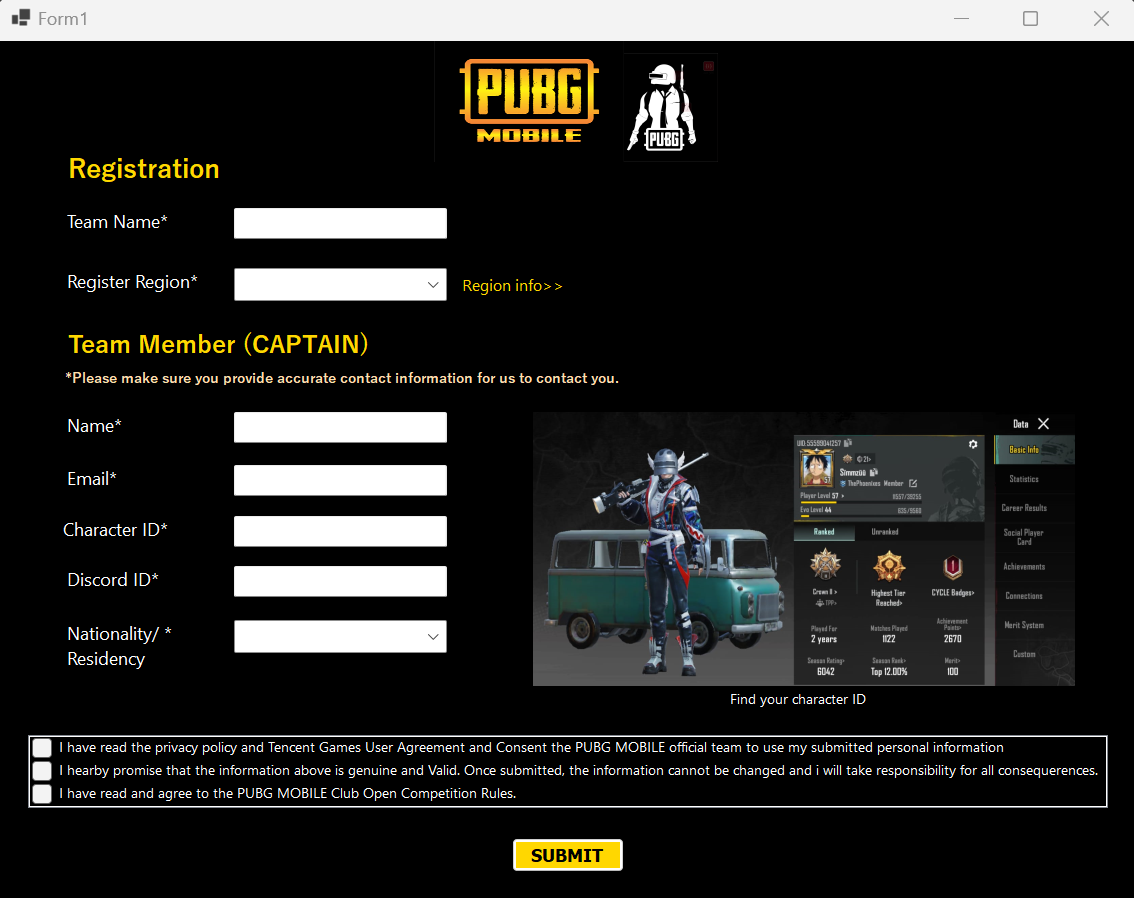 Form1
PUBG
MOBILE
PUBG
Registration
Team Name*
Register Region*
Region info>>
Team Member (CAPTAIN)
*Please make sure you provide accurate contact information for us to contact you.
Name*
Email*
Character ID*
Discord ID*
Nationality/ *
Residency
Data
UID:55599041257
21>
57
Simmzüü
ThePhoenixes Member
Player Level 57 >
8557/39255
Evo Level 44
835/9560
Ranked
Unranked
Crown II >
TPP>
Highest Tier
Reached>
CYCLE Badges>
Played For
2 years
Matches Played
1122
Achievement
Points>
2670
Season Rating>
6042
Season Rank>
Top 12.00%
Merit>
100
Basic Info
Statistics
Career Results
Social Player
Card
Achievements
Connections
Merit System
Custom
Find your character ID
I have read the privacy policy and Tencent Games User Agreement and Consent the PUBG MOBILE official team to use my submitted personal information
I hearby promise that the information above is genuine and Valid. Once submitted, the information cannot be changed and i will take responsibility for all consequerences.
I have read and agree to the PUBG MOBILE Club Open Competition Rules.
SUBMIT